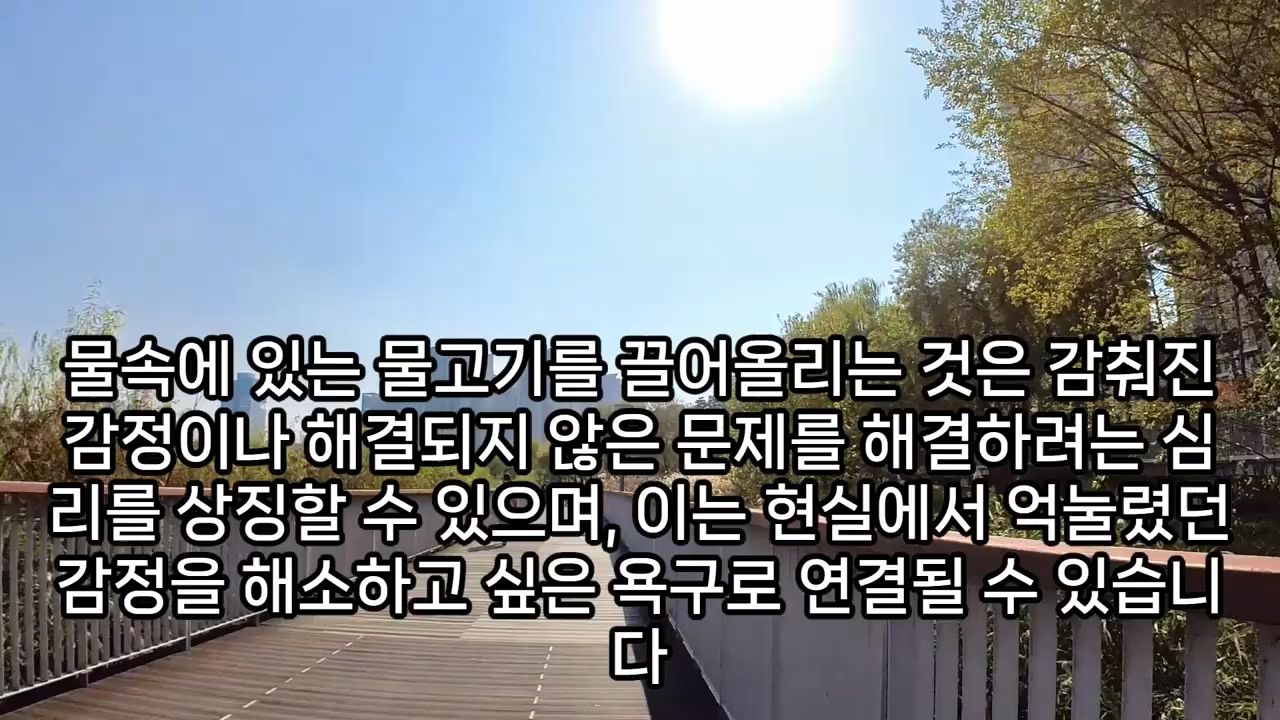 물속에 있는 물고기를 끌어올리는 것은 감춰진
감정이나 해결되지 않은 문제를 해결하려는 심
리를 상징할 수 있으며, 이는 현실에서 억눌렸던
감정을 해소하고 싶은 욕구로 연결될 수 있습니
다